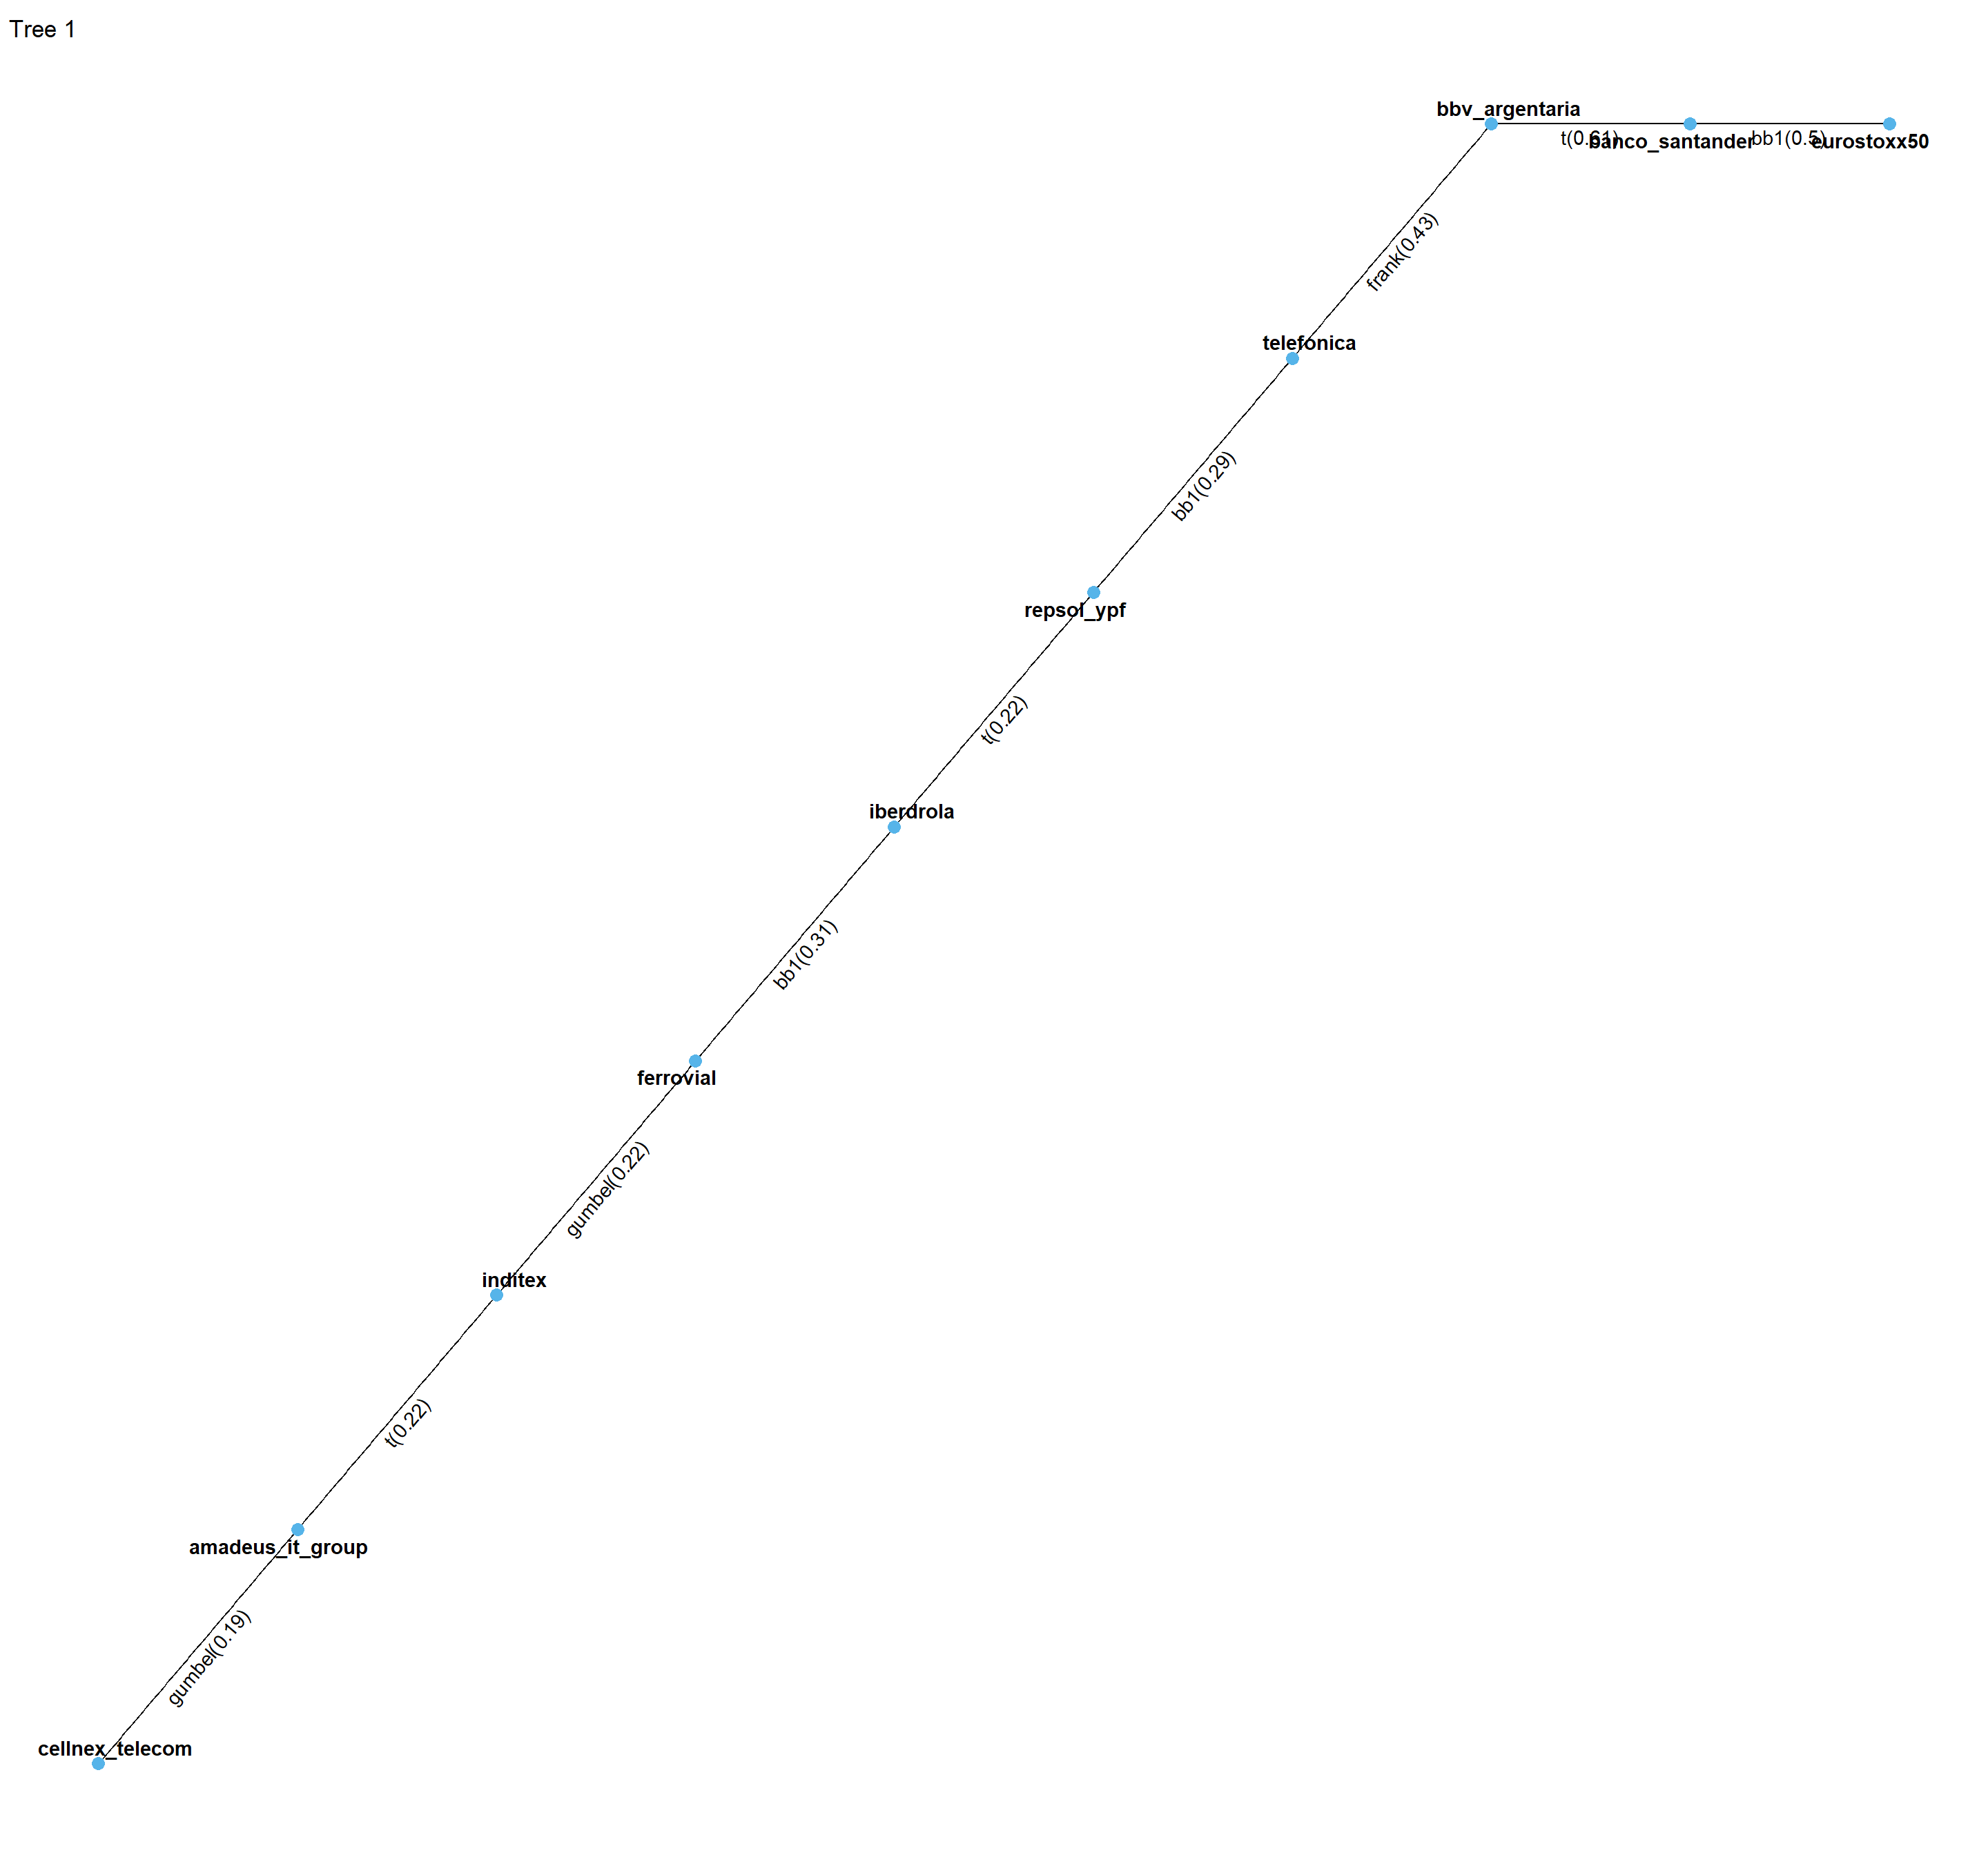 Tree 1
bbv_argentaria
t(0.61)
banco_santander
bb1(0.5)
eurostoxx50
frank(0.43)
telefonica
bb1(0.29)
repsol_ypf
t(0.22)
iberdrola
bb1(0.31)
ferrovial
gumbel(0.22)
inditex
t(0.22)
amadeus_it_group
gumbel(0.19)
cellnex_telecom